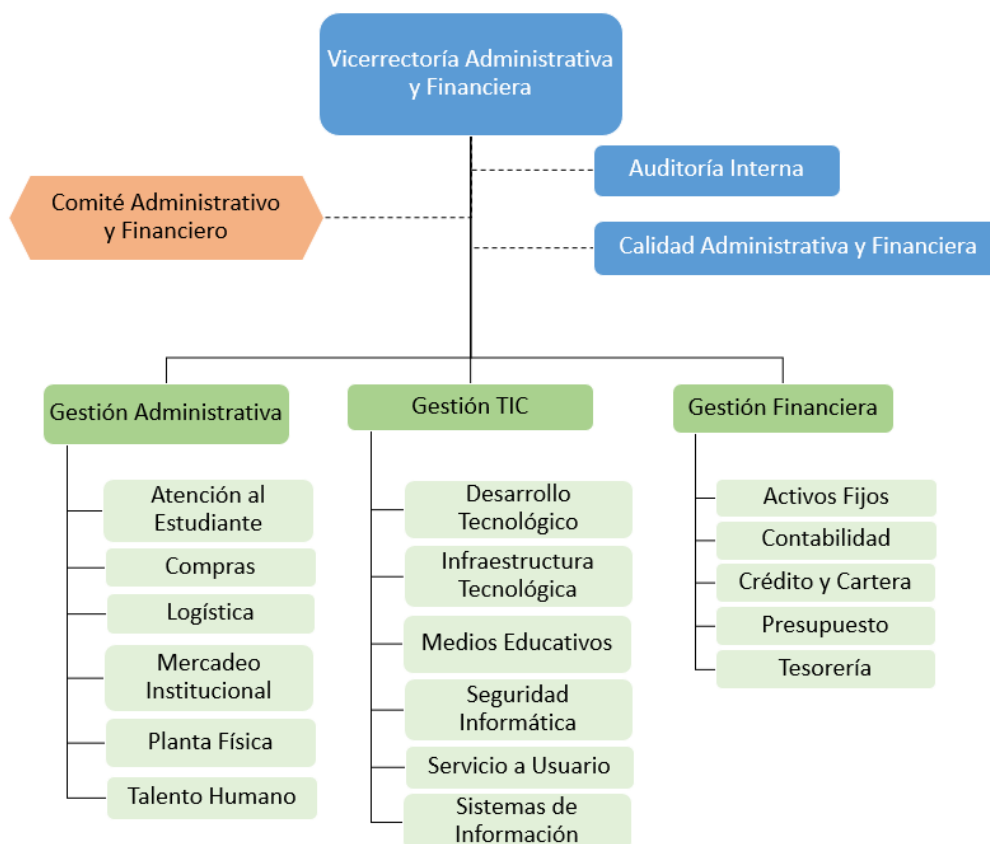 Vicerrectoría Administrativa
y Financiera
Auditoría Interna
Comité Administrativo
y Financiero
Calidad Administrativa y Financiera
Gestión Administrativa
Atención al
Estudiante
Compras
Logística
Mercadeo
Institucional
Planta Física
Talento Humano
Gestión TIC
Desarrollo
Tecnológico
Infraestructura
Tecnológica
Medios Educativos
Seguridad
Informática
Servicio a Usuario
Sistemas de
Información
Gestión Financiera
Activos Fijos
Contabilidad
Crédito y Cartera
Presupuesto
Tesorería